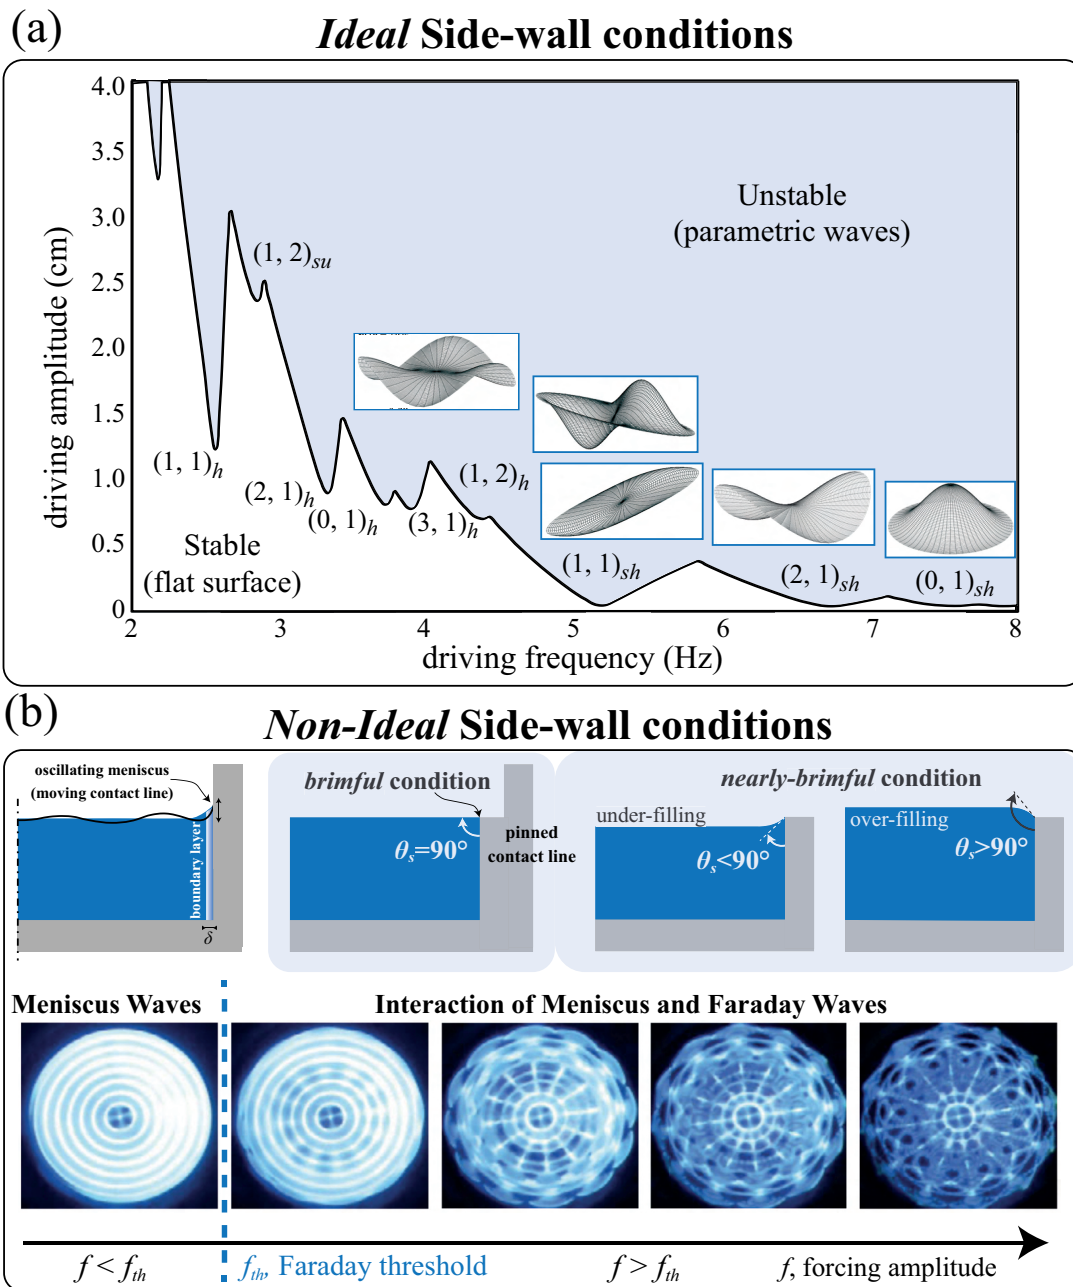 (a)
Ideal Side-wall conditions
4.0
3.5
3.0
2.5
2.0
1.5
1.0
0.5
0
driving amplitude (cm)
Unstable
(parametric waves)
(1, 2)su
(1, 1)h
(2, 1)h
(0, 1)h
(3, 1)h
(1, 2)h
Stable
(flat surface)
(1, 1)sh
(2, 1)sh
(0, 1)sh
2 3 4 5 6 7 8
driving frequency (Hz)
(b)
Non-Ideal Side-wall conditions
oscillating meniscus
(moving contact line)
boundary layer
δ
brimful condition
θs=90°
pinned
contact line
nearly-brimful condition
under-filling
θs<90°
over-filling
θs>90°
Meniscus Waves
Interaction of Meniscus and Faraday Waves
f < fth
fth, Faraday threshold
f > fth
f, forcing amplitude